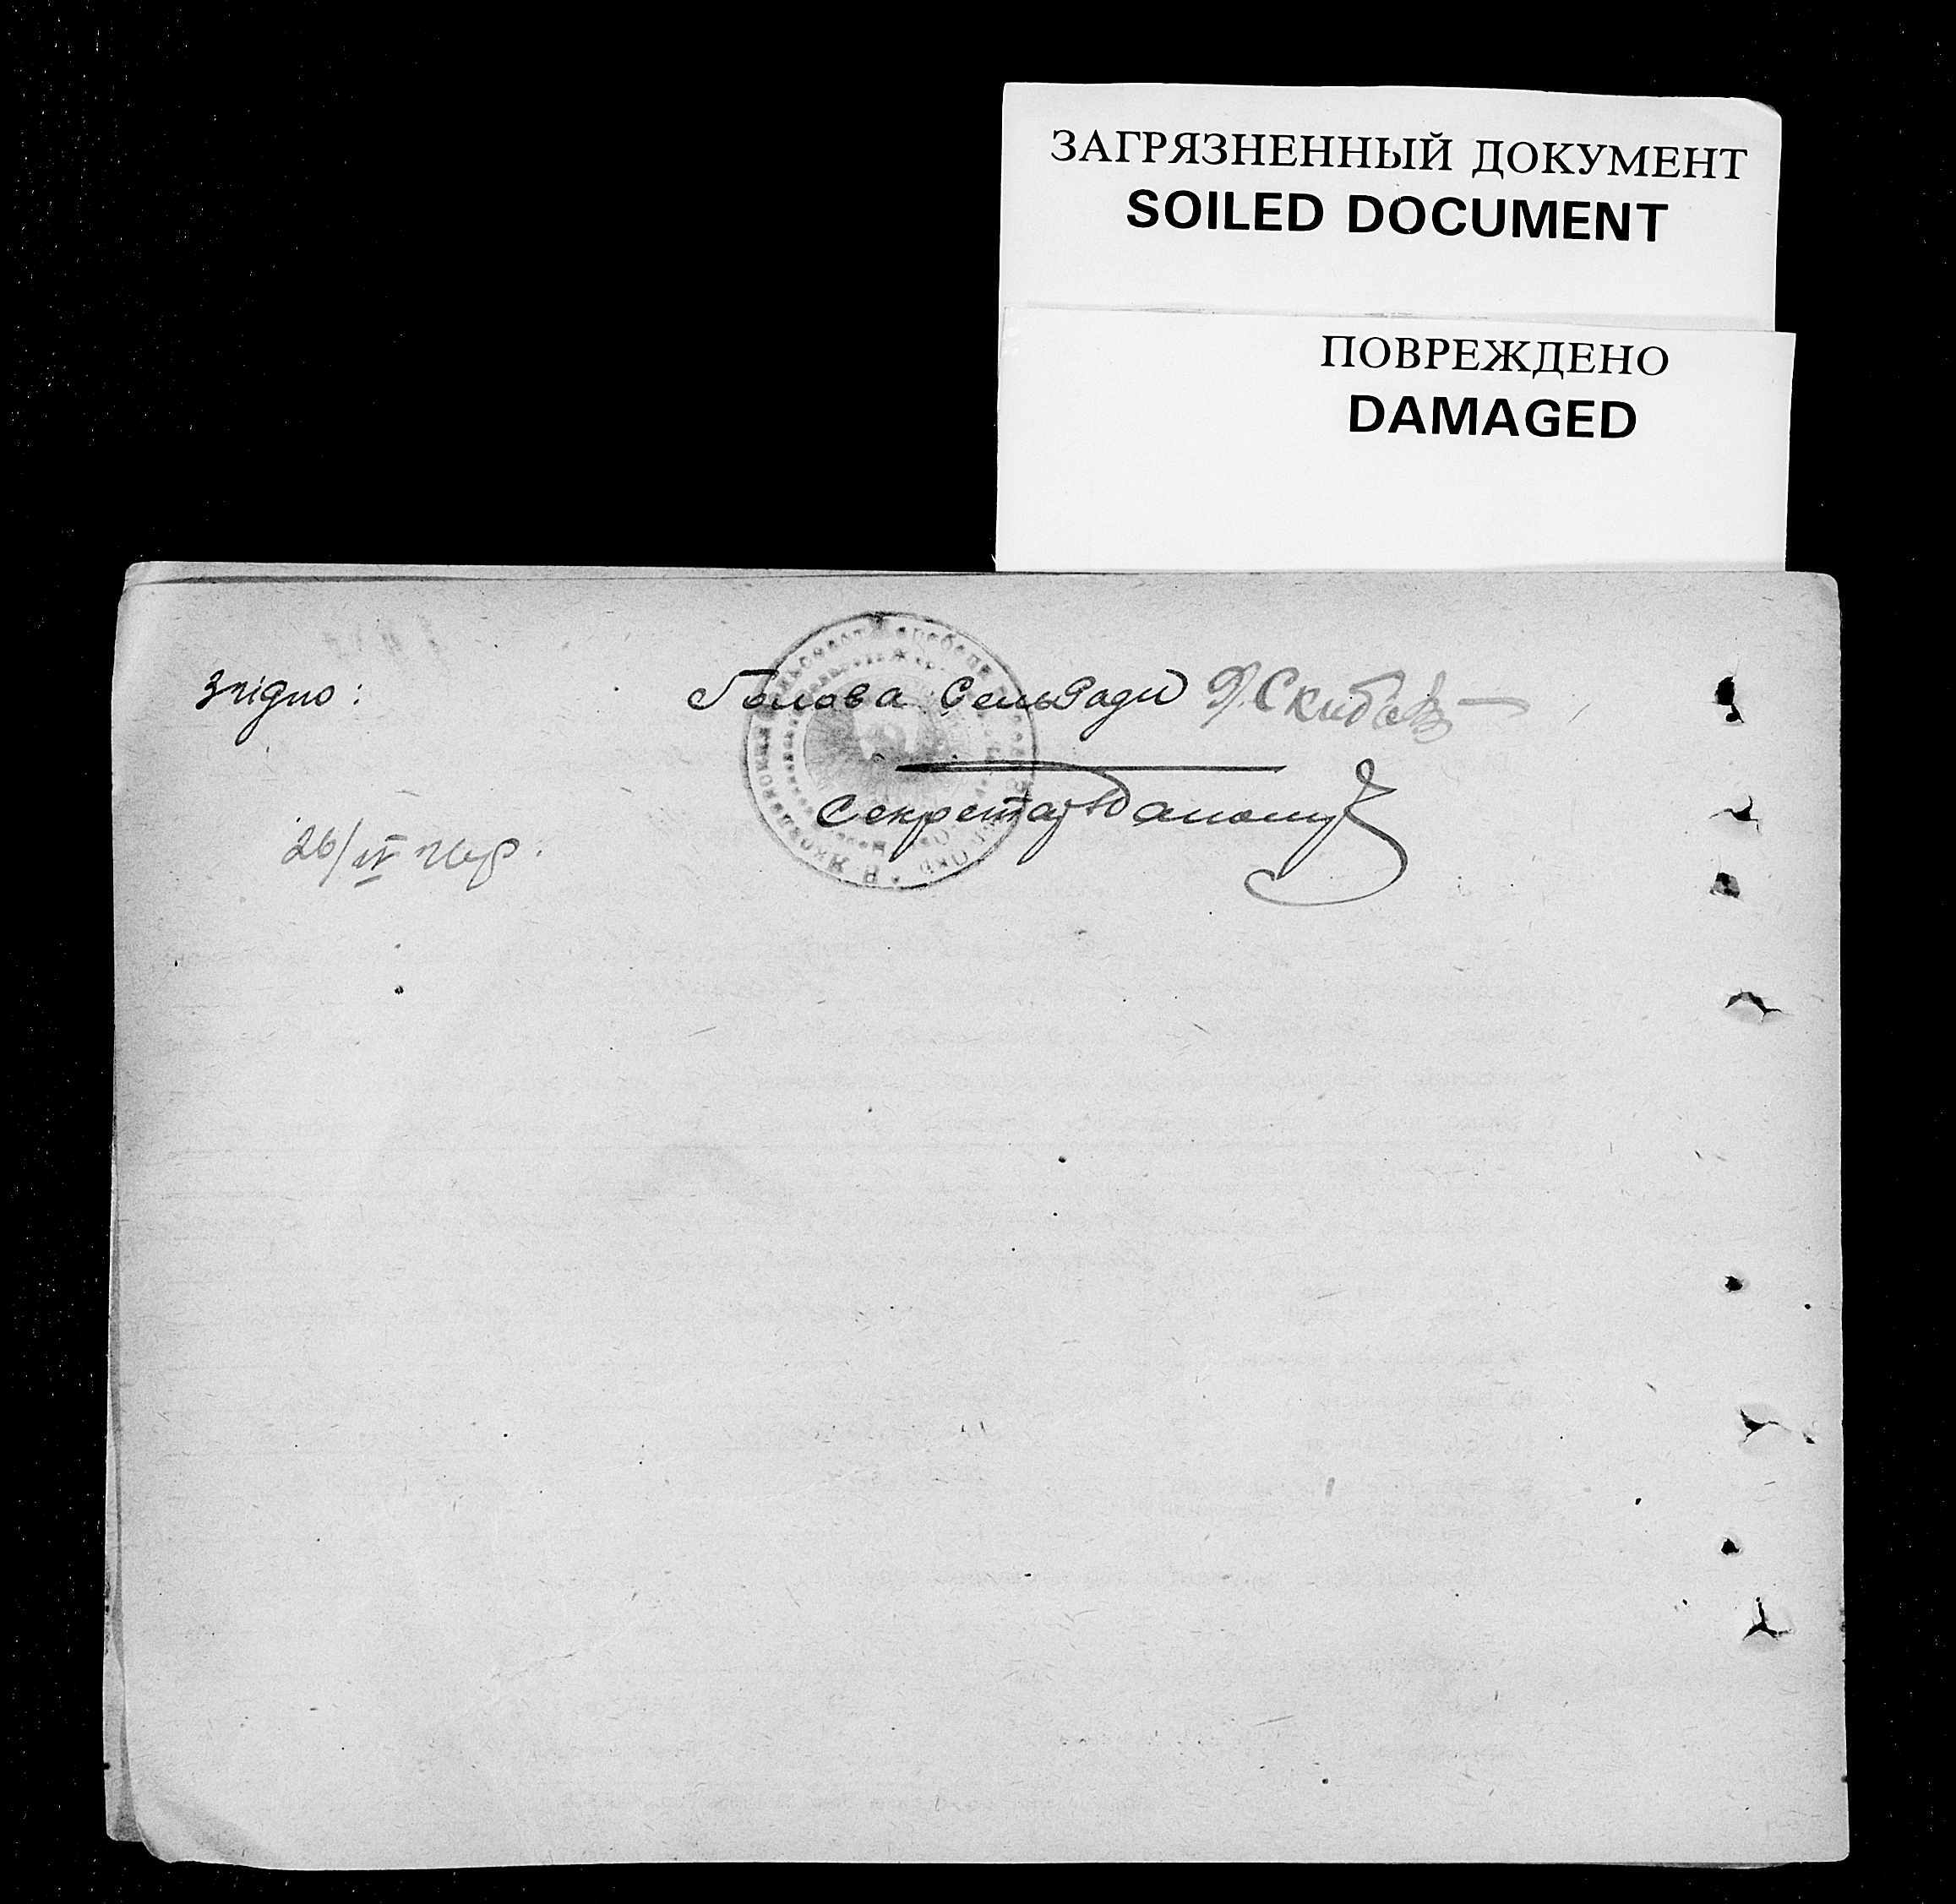 ЗАГРЯЗНЕННЫЙ ДОКУМЕНТ
SOILED DOCUMENT
ПОВРЕЖДЕНО
DAMAGED
Згідно:
Голова СельРади
Секретар
26/IV